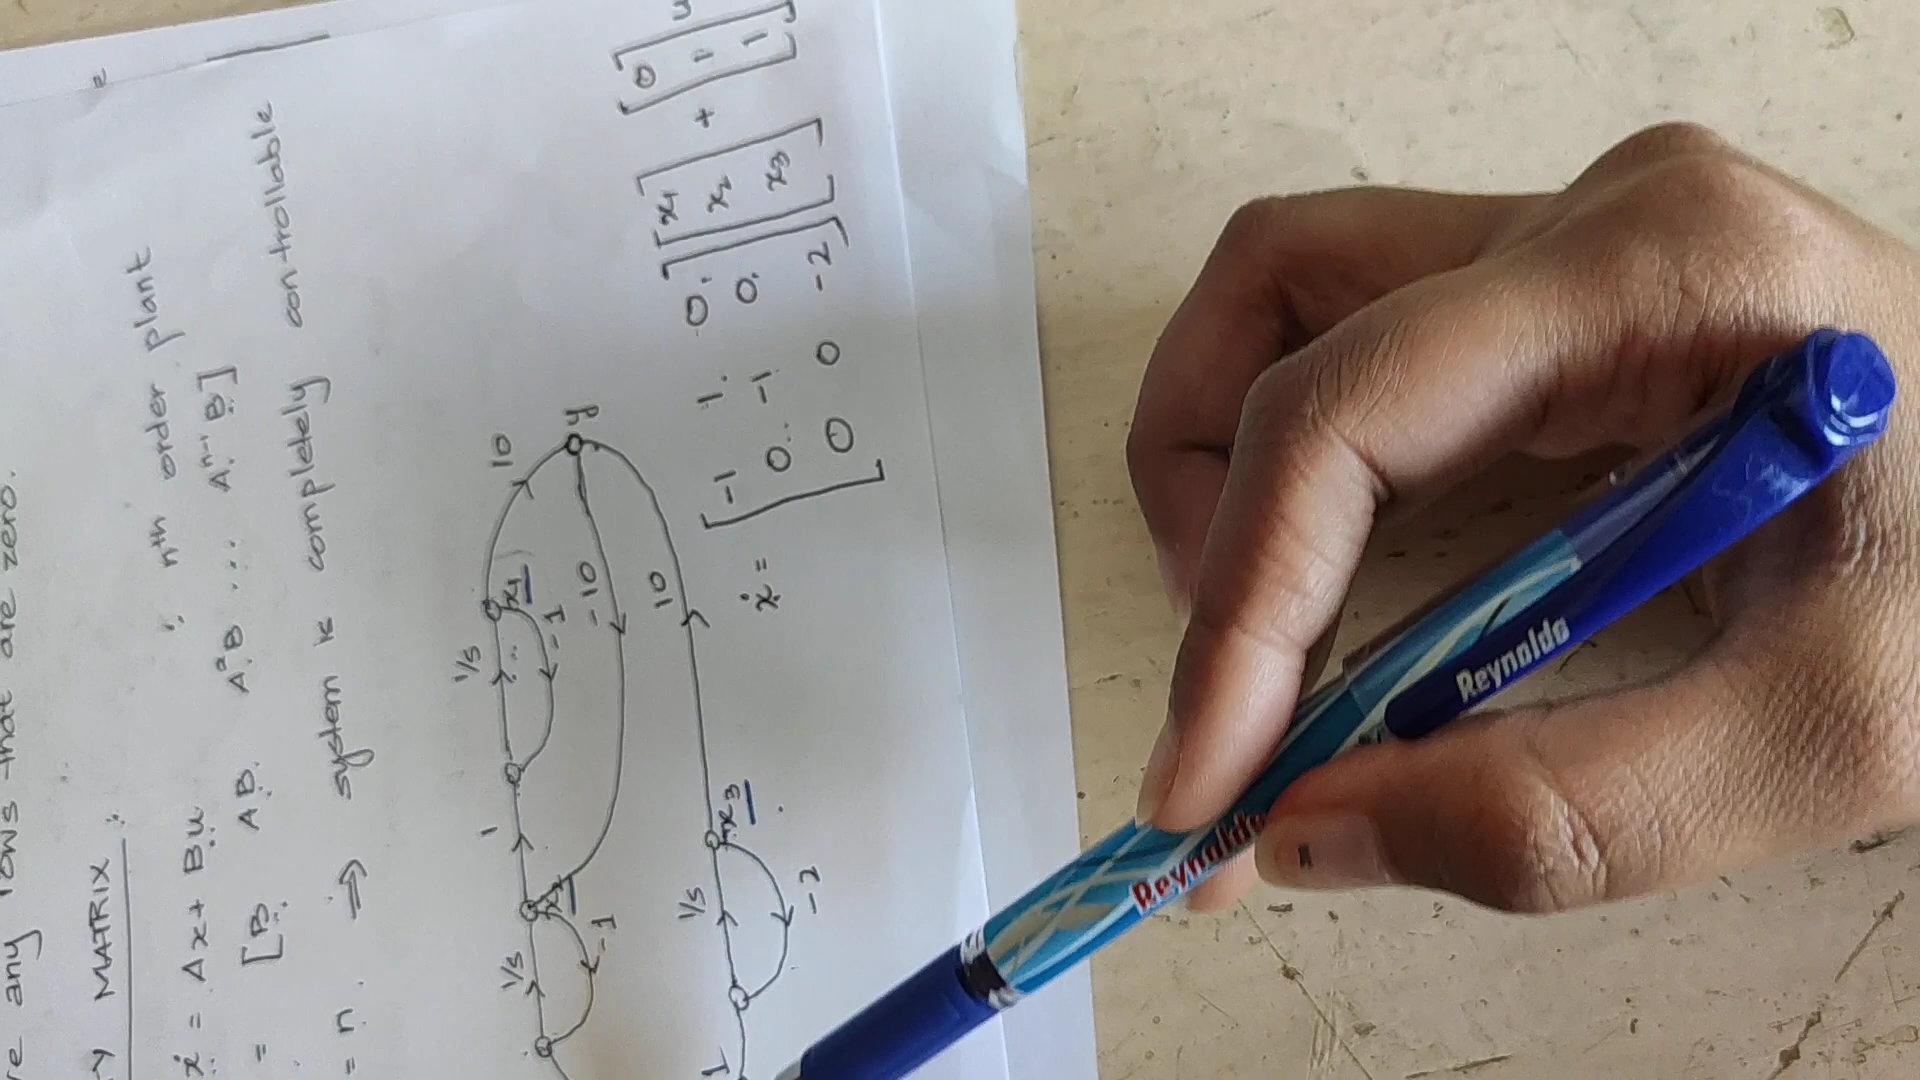 any rows that are zero.
Y MATRIX :
∴ nth order plant
ẋ = Ax + Bu
= [B AB A²B ... Aⁿ⁻¹B]
= n. ⇒ system is completely controllable
1/s 1 1/s 10
x2 x1 y
-1 -1
-10
10
1 1/s x3
-2
ẋ = [-1 1 0] [x1] + [0] u
[0 -1 0] [x2] [1]
[0 0 -2] [x3] [1]
Reynolds
Reynolds